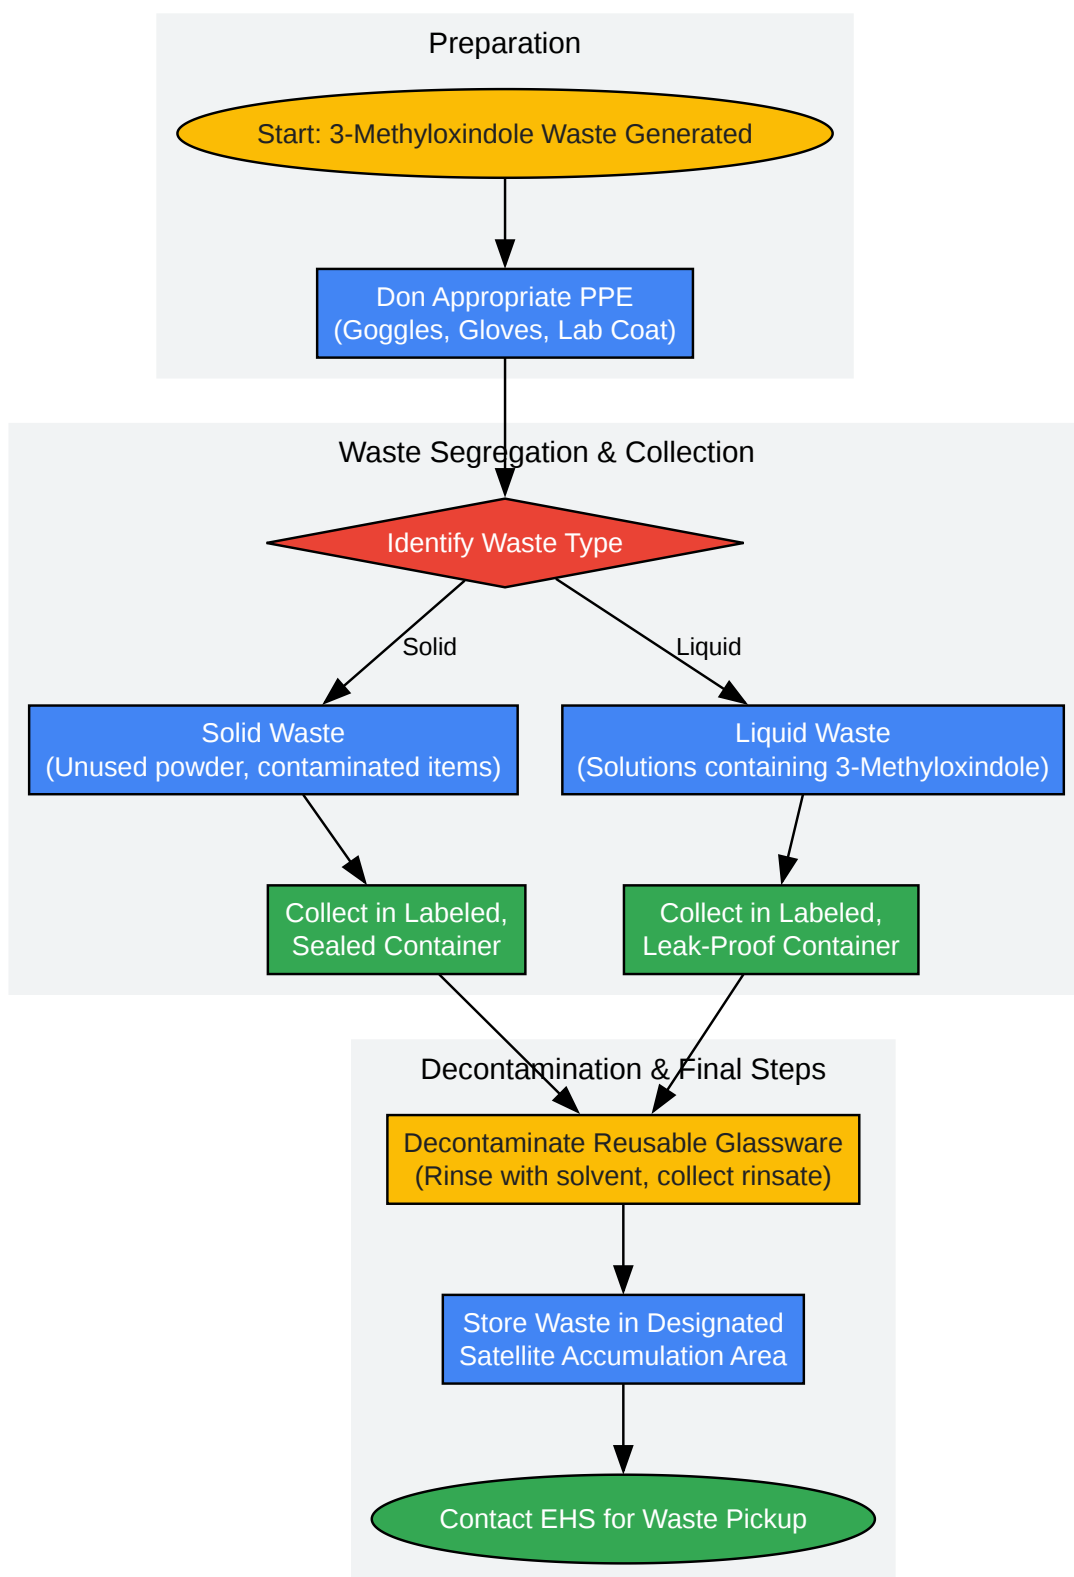 Preparation
Start: 3-Methyloxindole Waste Generated
Don Appropriate PPE
(Goggles, Gloves, Lab Coat)
Waste Segregation & Collection
Identify Waste Type
Solid
Liquid
Solid Waste
(Unused powder, contaminated items)
Liquid Waste
(Solutions containing 3-Methyloxindole)
Collect in Labeled,
Sealed Container
Collect in Labeled,
Leak-Proof Container
Decontamination & Final Steps
Decontaminate Reusable Glassware
(Rinse with solvent, collect rinsate)
Store Waste in Designated
Satellite Accumulation Area
Contact EHS for Waste Pickup